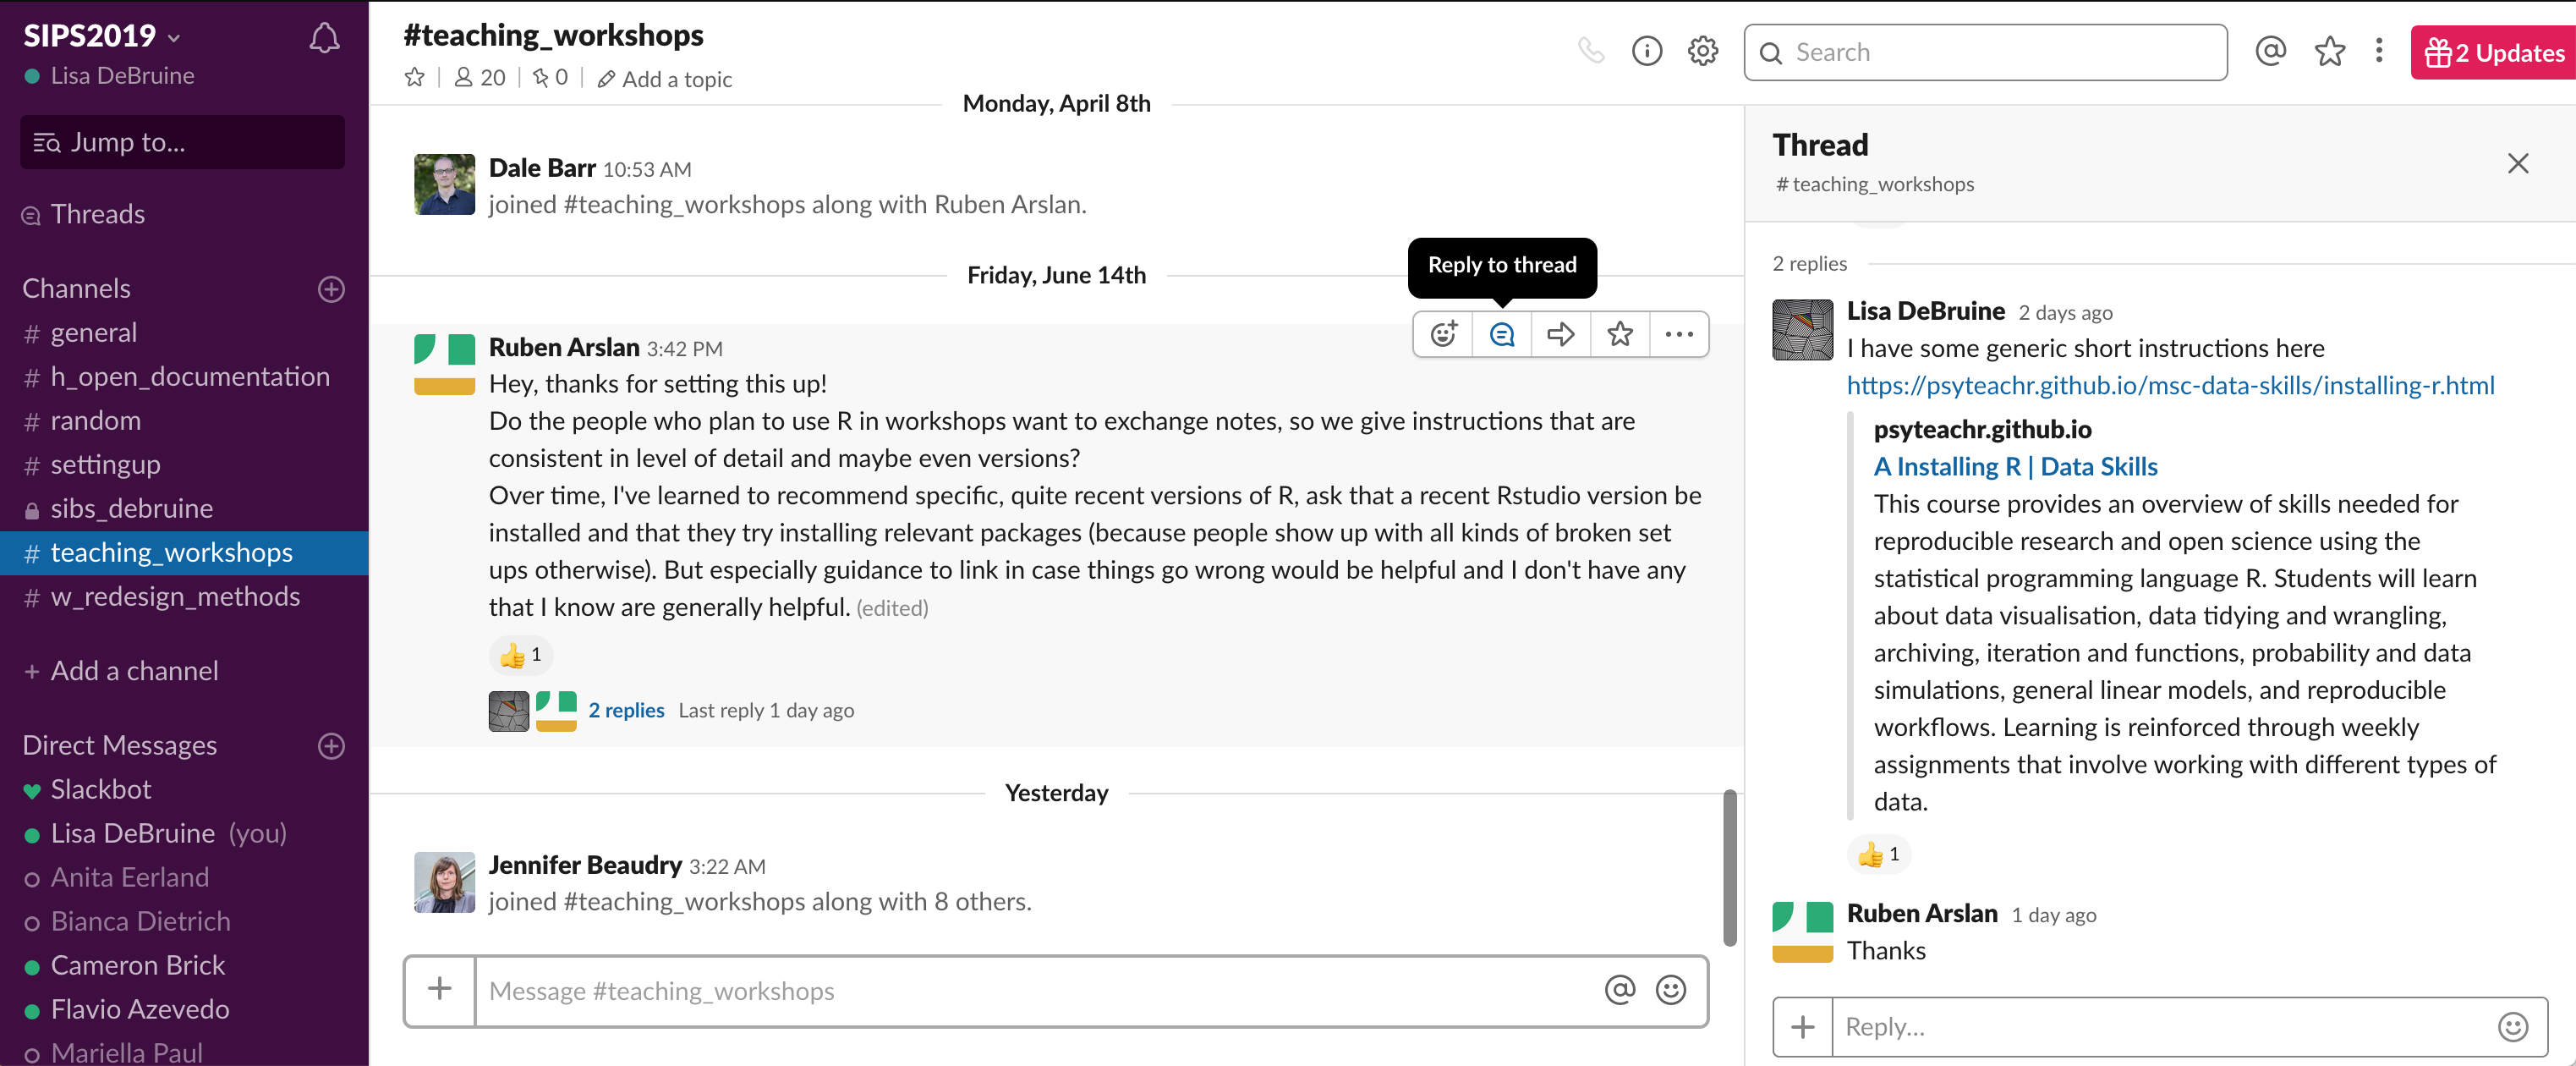 SIPS2019
Lisa DeBruine
Jump to...
Threads
Channels
# general
# h_open_documentation
# random
# settingup
sibs_debruine
# teaching_workshops
# w_redesign_methods
+ Add a channel
Direct Messages
Slackbot
Lisa DeBruine (you)
Anita Eerland
Bianca Dietrich
Cameron Brick
Flavio Azevedo
Mariella Paul
#teaching_workshops
20
0
Add a topic
Search
2 Updates
Monday, April 8th
Dale Barr 10:53 AM
joined #teaching_workshops along with Ruben Arslan.
Friday, June 14th
Reply to thread
Ruben Arslan 3:42 PM
Hey, thanks for setting this up!
Do the people who plan to use R in workshops want to exchange notes, so we give instructions that are
consistent in level of detail and maybe even versions?
Over time, I've learned to recommend specific, quite recent versions of R, ask that a recent Rstudio version be
installed and that they try installing relevant packages (because people show up with all kinds of broken set
ups otherwise). But especially guidance to link in case things go wrong would be helpful and I don't have any
that I know are generally helpful. (edited)
👍 1
2 replies Last reply 1 day ago
Yesterday
Jennifer Beaudry 3:22 AM
joined #teaching_workshops along with 8 others.
Message #teaching_workshops
Thread
# teaching_workshops
2 replies
Lisa DeBruine 2 days ago
I have some generic short instructions here
https://psyteachr.github.io/msc-data-skills/installing-r.html
psyteachr.github.io
A Installing R | Data Skills
This course provides an overview of skills needed for
reproducible research and open science using the
statistical programming language R. Students will learn
about data visualisation, data tidying and wrangling,
archiving, iteration and functions, probability and data
simulations, general linear models, and reproducible
workflows. Learning is reinforced through weekly
assignments that involve working with different types of
data.
👍 1
Ruben Arslan 1 day ago
Thanks
Reply...